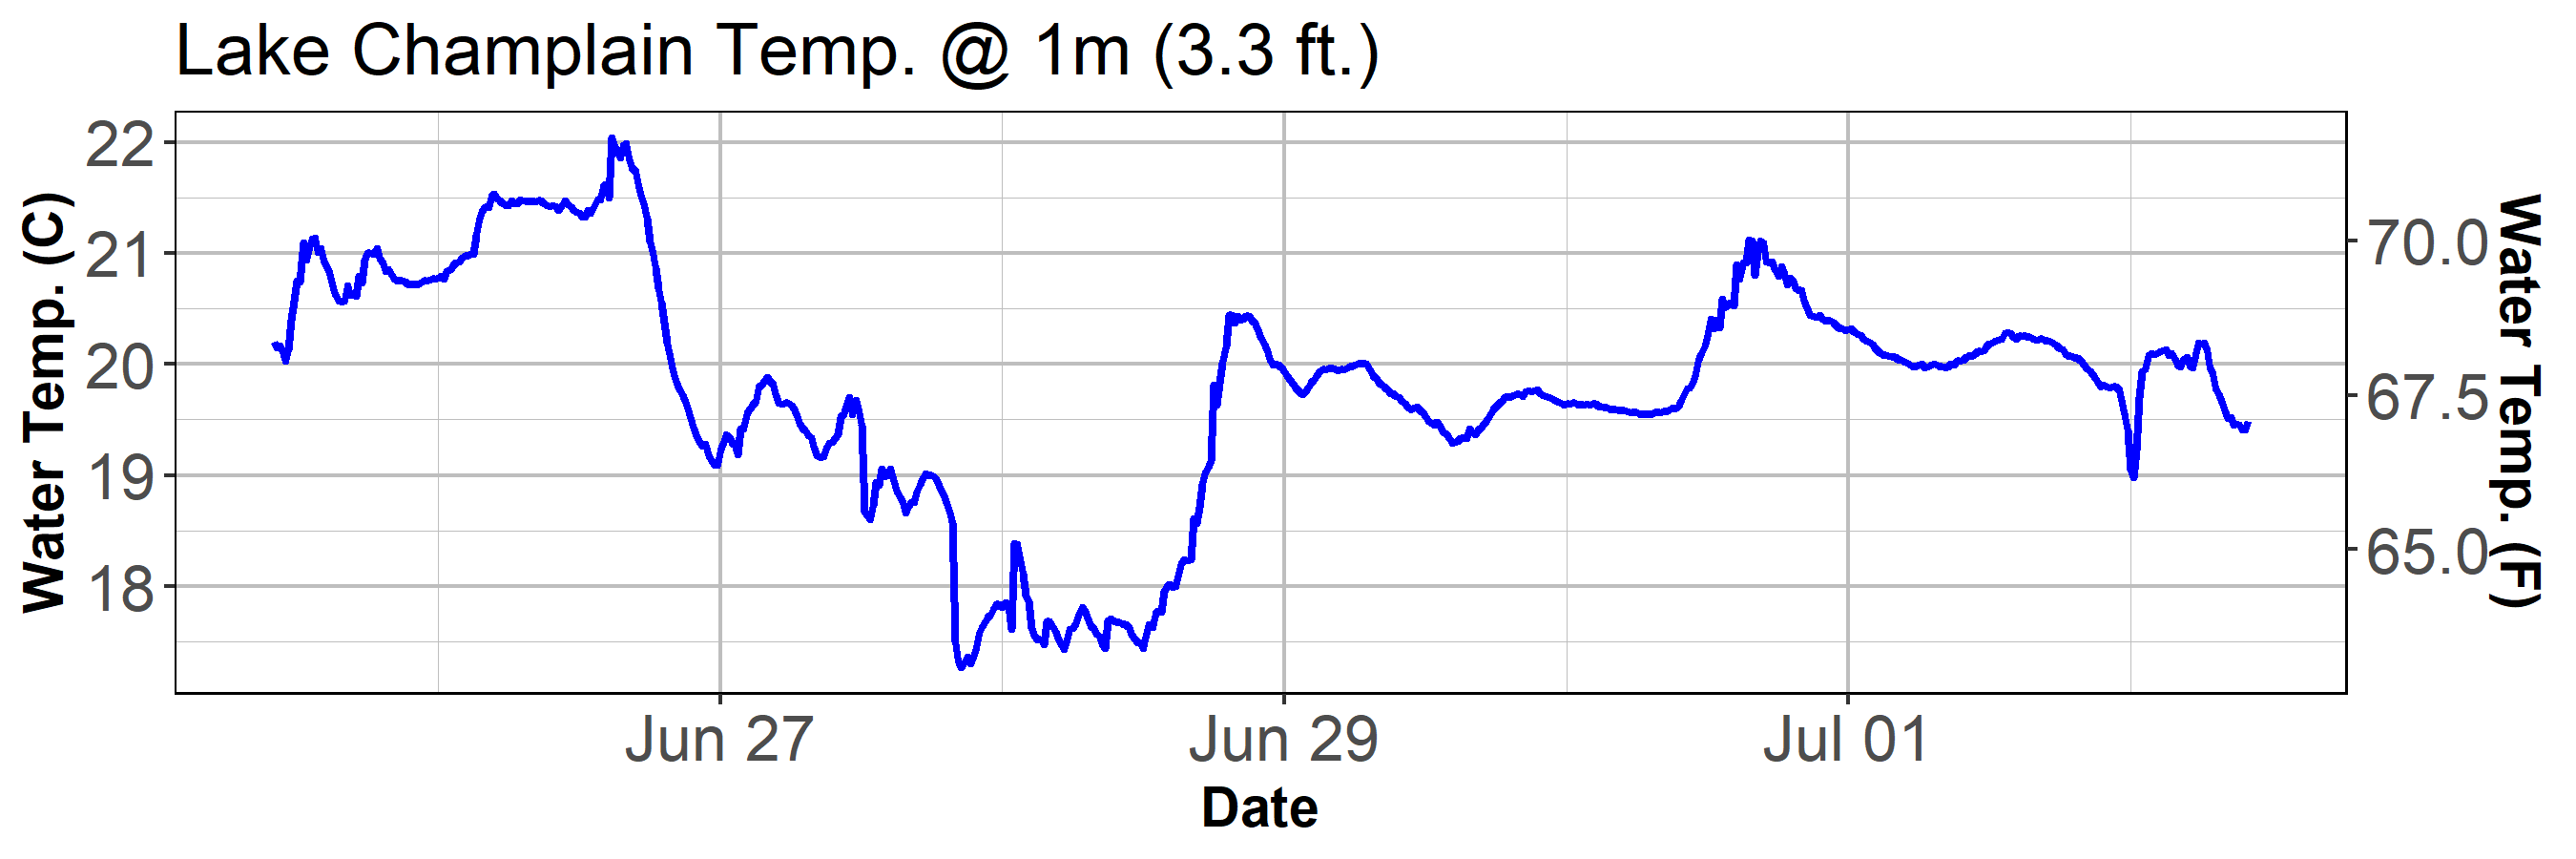 Lake Champlain Temp. @ 1m (3.3 ft.)
Water Temp. (C)
22
21
20
19
18
70.0
67.5
65.0
Water Temp. (F)
Jun 27
Jun 29
Jul 01
Date